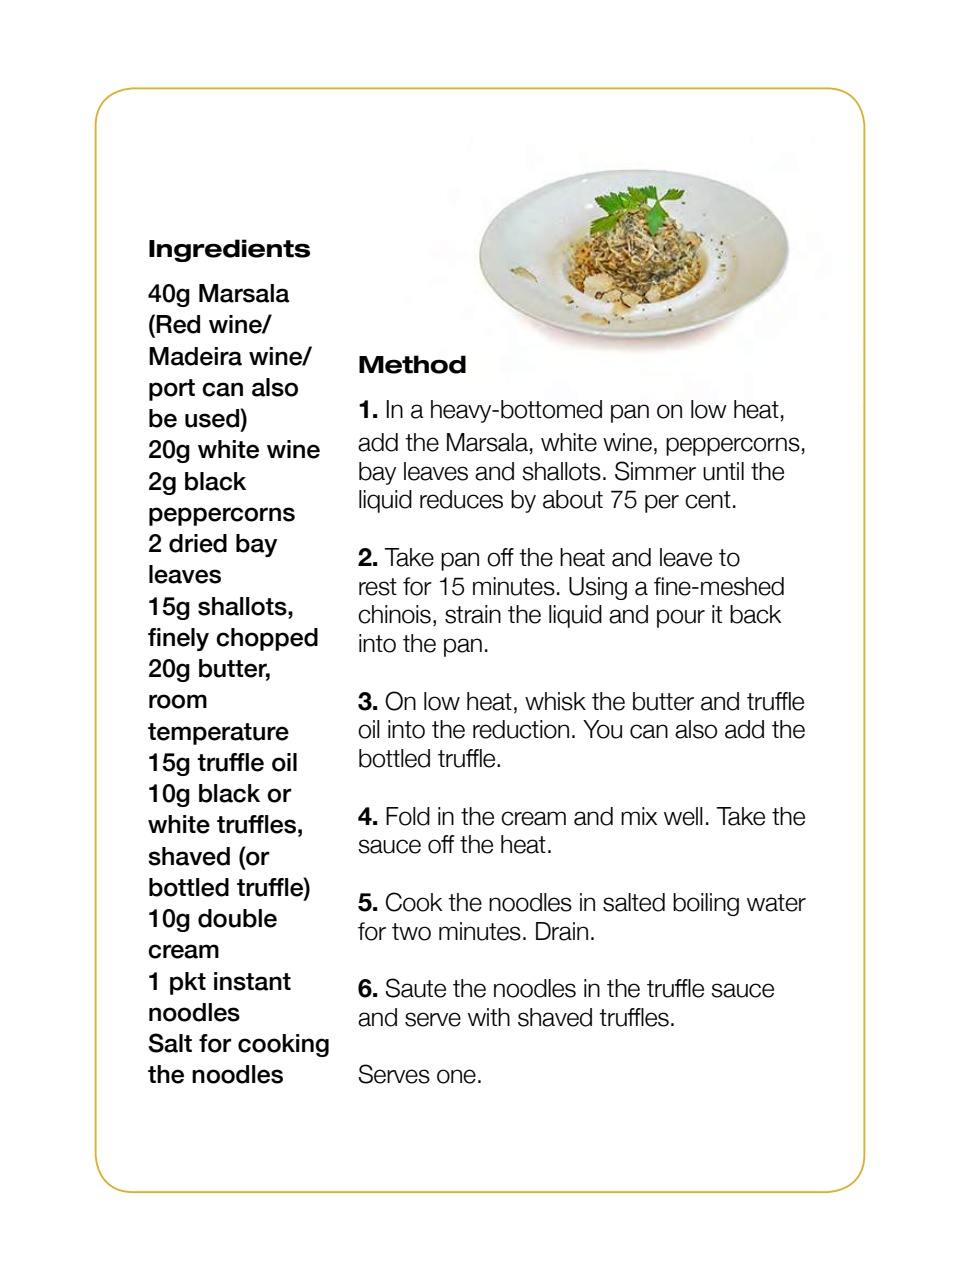 Ingredients
40g Marsala
(Red wine/
Madeira wine/
port can also
be used)
20g white wine
2g black
peppercorns
2 dried bay
leaves
15g shallots,
finely chopped
20g butter,
room
temperature
15g truffle oil
10g black or
white truffles,
shaved (or
bottled truffle)
10g double
cream
1 pkt instant
noodles
Salt for cooking
the noodles
Method
1. In a heavy-bottomed pan on low heat,
add the Marsala, white wine, peppercorns,
bay leaves and shallots. Simmer until the
liquid reduces by about 75 per cent.
2. Take pan off the heat and leave to
rest for 15 minutes. Using a fine-meshed
chinois, strain the liquid and pour it back
into the pan.
3. On low heat, whisk the butter and truffle
oil into the reduction. You can also add the
bottled truffle.
4. Fold in the cream and mix well. Take the
sauce off the heat.
5. Cook the noodles in salted boiling water
for two minutes. Drain.
6. Saute the noodles in the truffle sauce
and serve with shaved truffles.
Serves one.